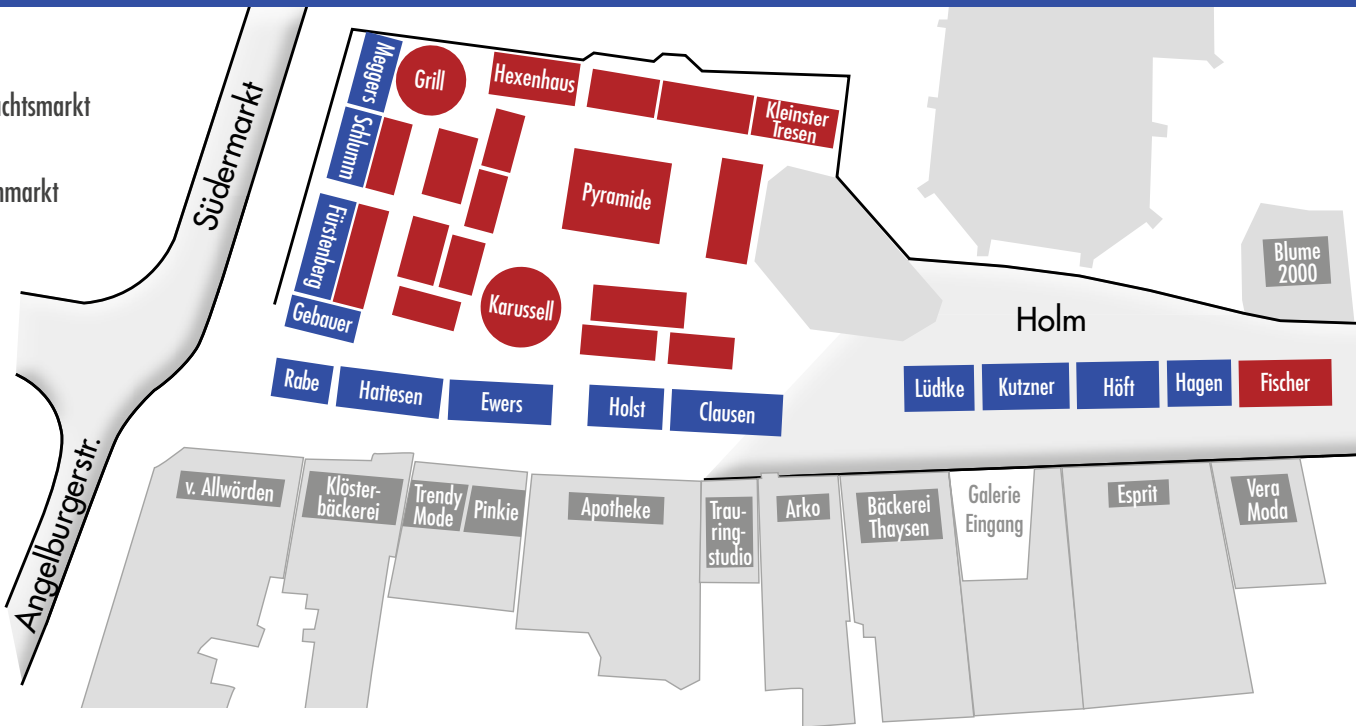 achtsmarkt
nmarkt
Südermarkt
Angelburgerstr.
Holm
Meggers
Schlumm
Fürstenberg
Gebauer
Grill
Hexenhaus
Kleinster
Tresen
Pyramide
Karussell
Rabe
Hattesen
Ewers
Holst
Clausen
Lüdtke
Kutzner
Höft
Hagen
Fischer
Blume
2000
v. Allwörden
Klöster-
bäckerei
Trendy
Mode
Pinkie
Apotheke
Trau-
ring-
studio
Arko
Bäckerei
Thaysen
Galerie
Eingang
Esprit
Vera
Moda